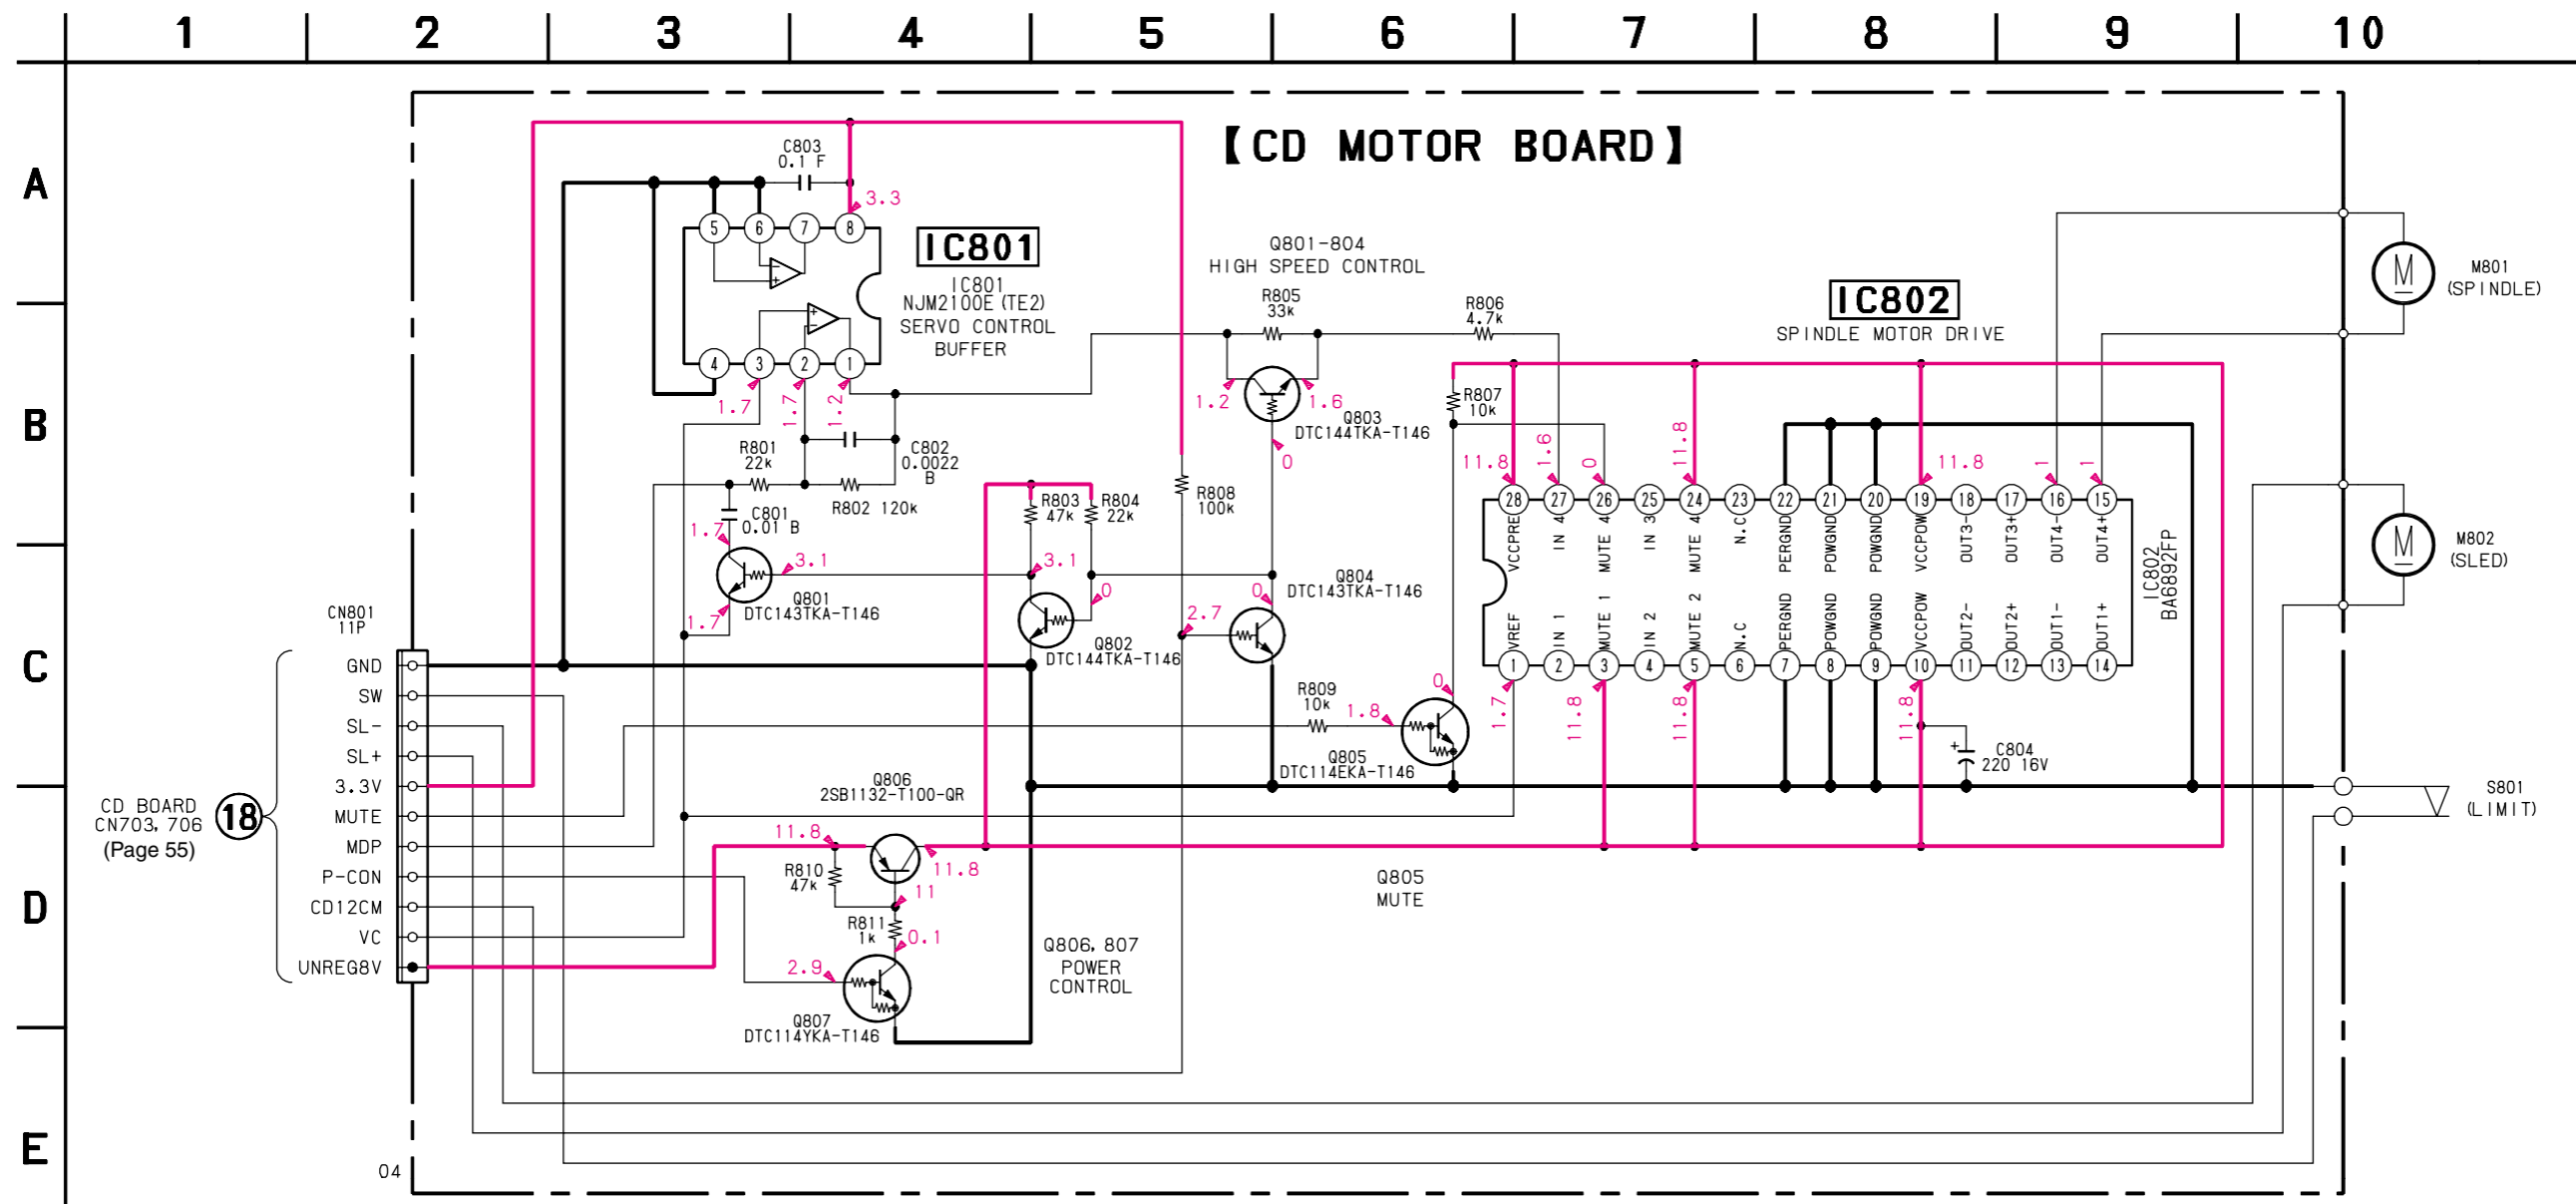 1 2 3 4 5 6 7 8 9 10
A
B
C
D
E
【CD MOTOR BOARD】
C803
0.1 F
3.3
5 6 7 8
IC801
IC801
NJM2100E (TE2)
SERVO CONTROL
BUFFER
4 3 2 1
1.7
1.7
1.2
Q801-804
HIGH SPEED CONTROL
R805
33k
R806
4.7k
1.2
1.6
Q803
DTC144TKA-T146
0
R807
10k
IC802
SPINDLE MOTOR DRIVE
M801
(SPINDLE)
R801
22k
C802
0.0022
B
R802 120k
C801
0.01 B
1.7
1.7
3.1
Q801
DTC143TKA-T146
R803
47k
R804
22k
R808
100k
3.1
0
Q802
DTC144TKA-T146
2.7
0
Q804
DTC143TKA-T146
11.8
1.6
0
11.8
11.8
1
1
28 27 26 25 24 23 22 21 20 19 18 17 16 15
VCCPRE
IN 4
MUTE 4
IN 3
MUTE 4
N.C
PERGND
POWGND
POWGND
VCCPOW
OUT3-
OUT3+
OUT4-
OUT4+
VREF
IN 1
MUTE 1
IN 2
MUTE 2
N.C
PERGND
POWGND
POWGND
VCCPOW
OUT2-
OUT2+
OUT1-
OUT1+
1 2 3 4 5 6 7 8 9 10 11 12 13 14
IC802
BA6892FP
1.7
11.8
11.8
11.8
M802
(SLED)
C804
220 16V
+
R809
10k
1.8
0
Q805
DTC114EKA-T146
CN801
11P
GND
SW
SL-
SL+
3.3V
MUTE
MDP
P-CON
CD12CM
VC
UNREG8V
CD BOARD
CN703, 706
(Page 55)
18
Q806
2SB1132-T100-QR
11.8
11.8
11
R810
47k
R811
1k
0.1
2.9
Q807
DTC114YKA-T146
Q806, 807
POWER
CONTROL
Q805
MUTE
S801
(LIMIT)
M
M
04